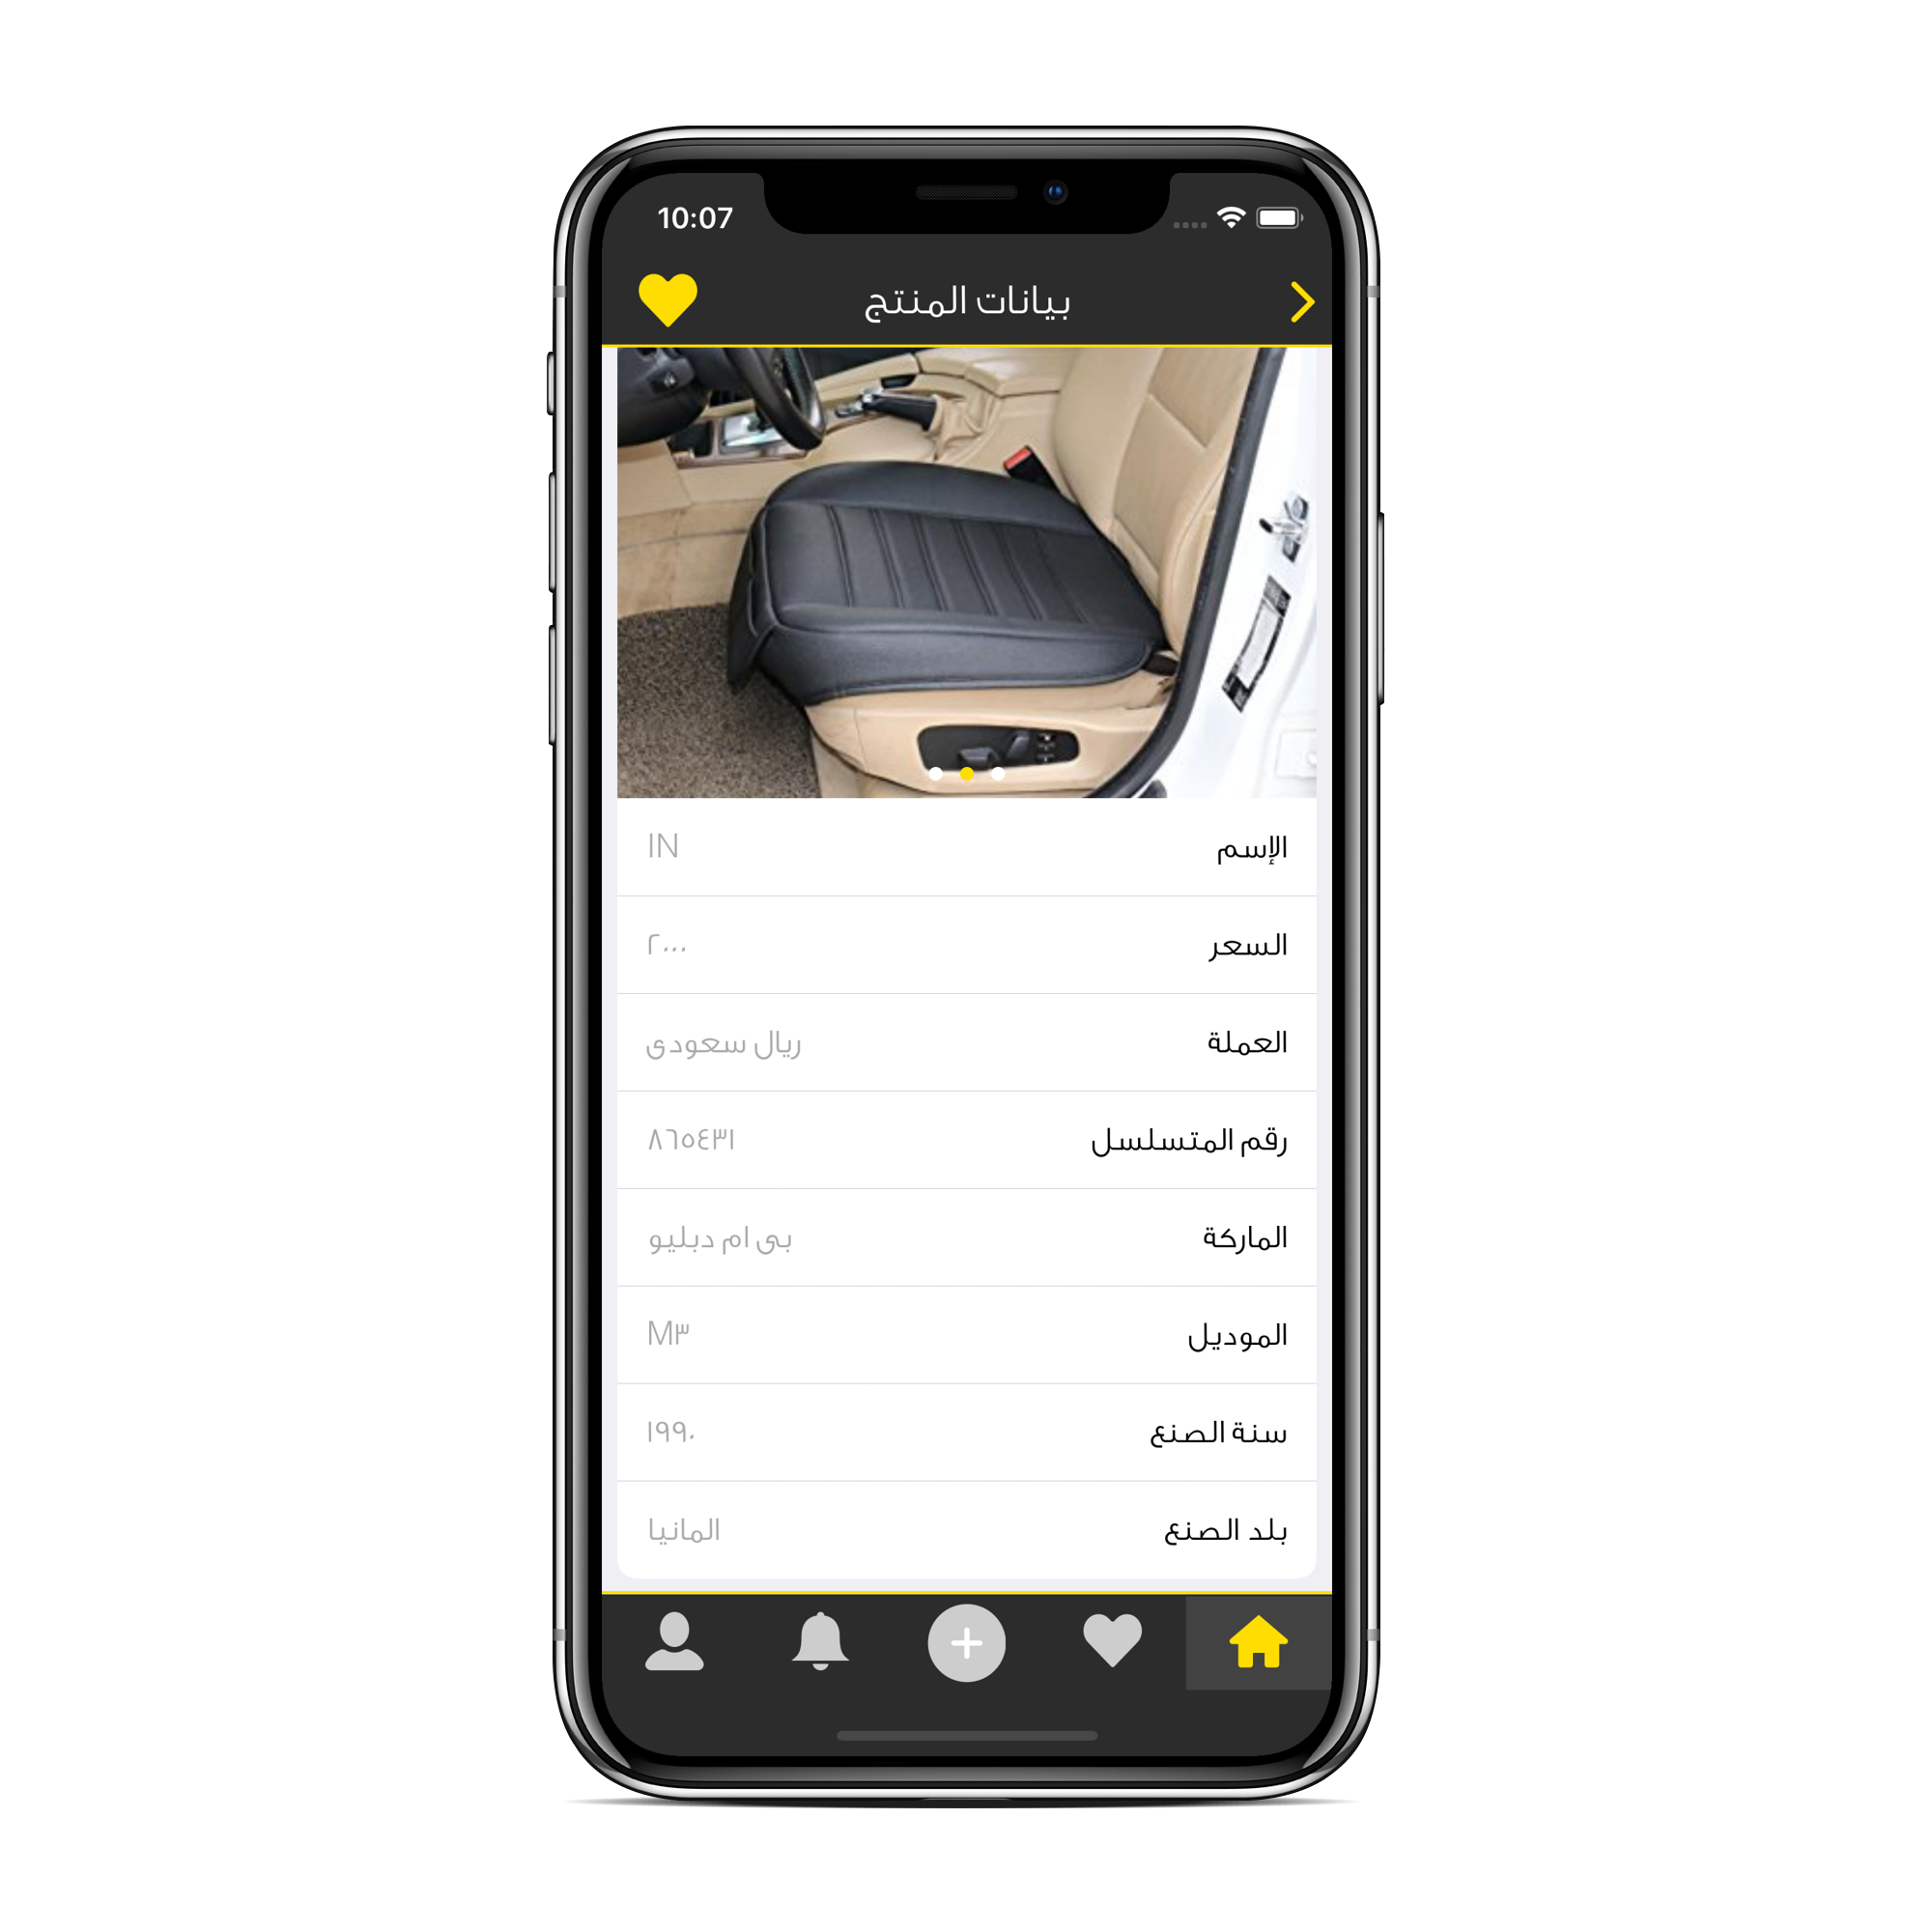 10:07
بيانات المنتج
الإسم IN
السعر ٢٠٠٠
العملة ريال سعودى
رقم المتسلسل ٨٦٥٤٣١
الماركة بى ام دبليو
الموديل M٣
سنة الصنع ١٩٩٠
بلد الصنع المانيا